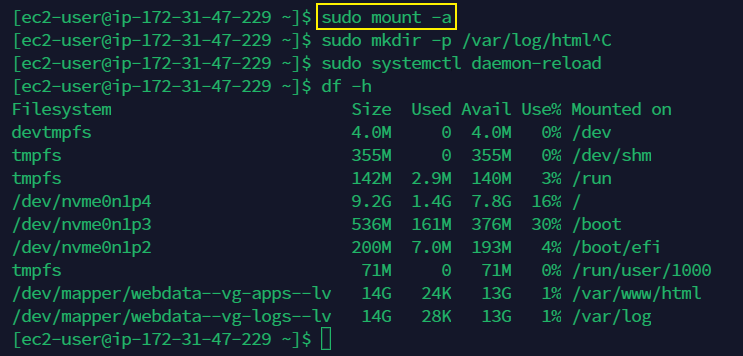 [ec2-user@ip-172-31-47-229 ~]$ sudo mount -a
[ec2-user@ip-172-31-47-229 ~]$ sudo mkdir -p /var/log/html^C
[ec2-user@ip-172-31-47-229 ~]$ sudo systemctl daemon-reload
[ec2-user@ip-172-31-47-229 ~]$ df -h
Filesystem                        Size  Used Avail Use% Mounted on
devtmpfs                          4.0M     0  4.0M   0% /dev
tmpfs                             355M     0  355M   0% /dev/shm
tmpfs                             142M  2.9M  140M   3% /run
/dev/nvme0n1p4                    9.2G  1.4G  7.8G  16% /
/dev/nvme0n1p3                    536M  161M  376M  30% /boot
/dev/nvme0n1p2                    200M  7.0M  193M   4% /boot/efi
tmpfs                              71M     0   71M   0% /run/user/1000
/dev/mapper/webdata--vg-apps--lv   14G   24K   13G   1% /var/www/html
/dev/mapper/webdata--vg-logs--lv   14G   28K   13G   1% /var/log
[ec2-user@ip-172-31-47-229 ~]$